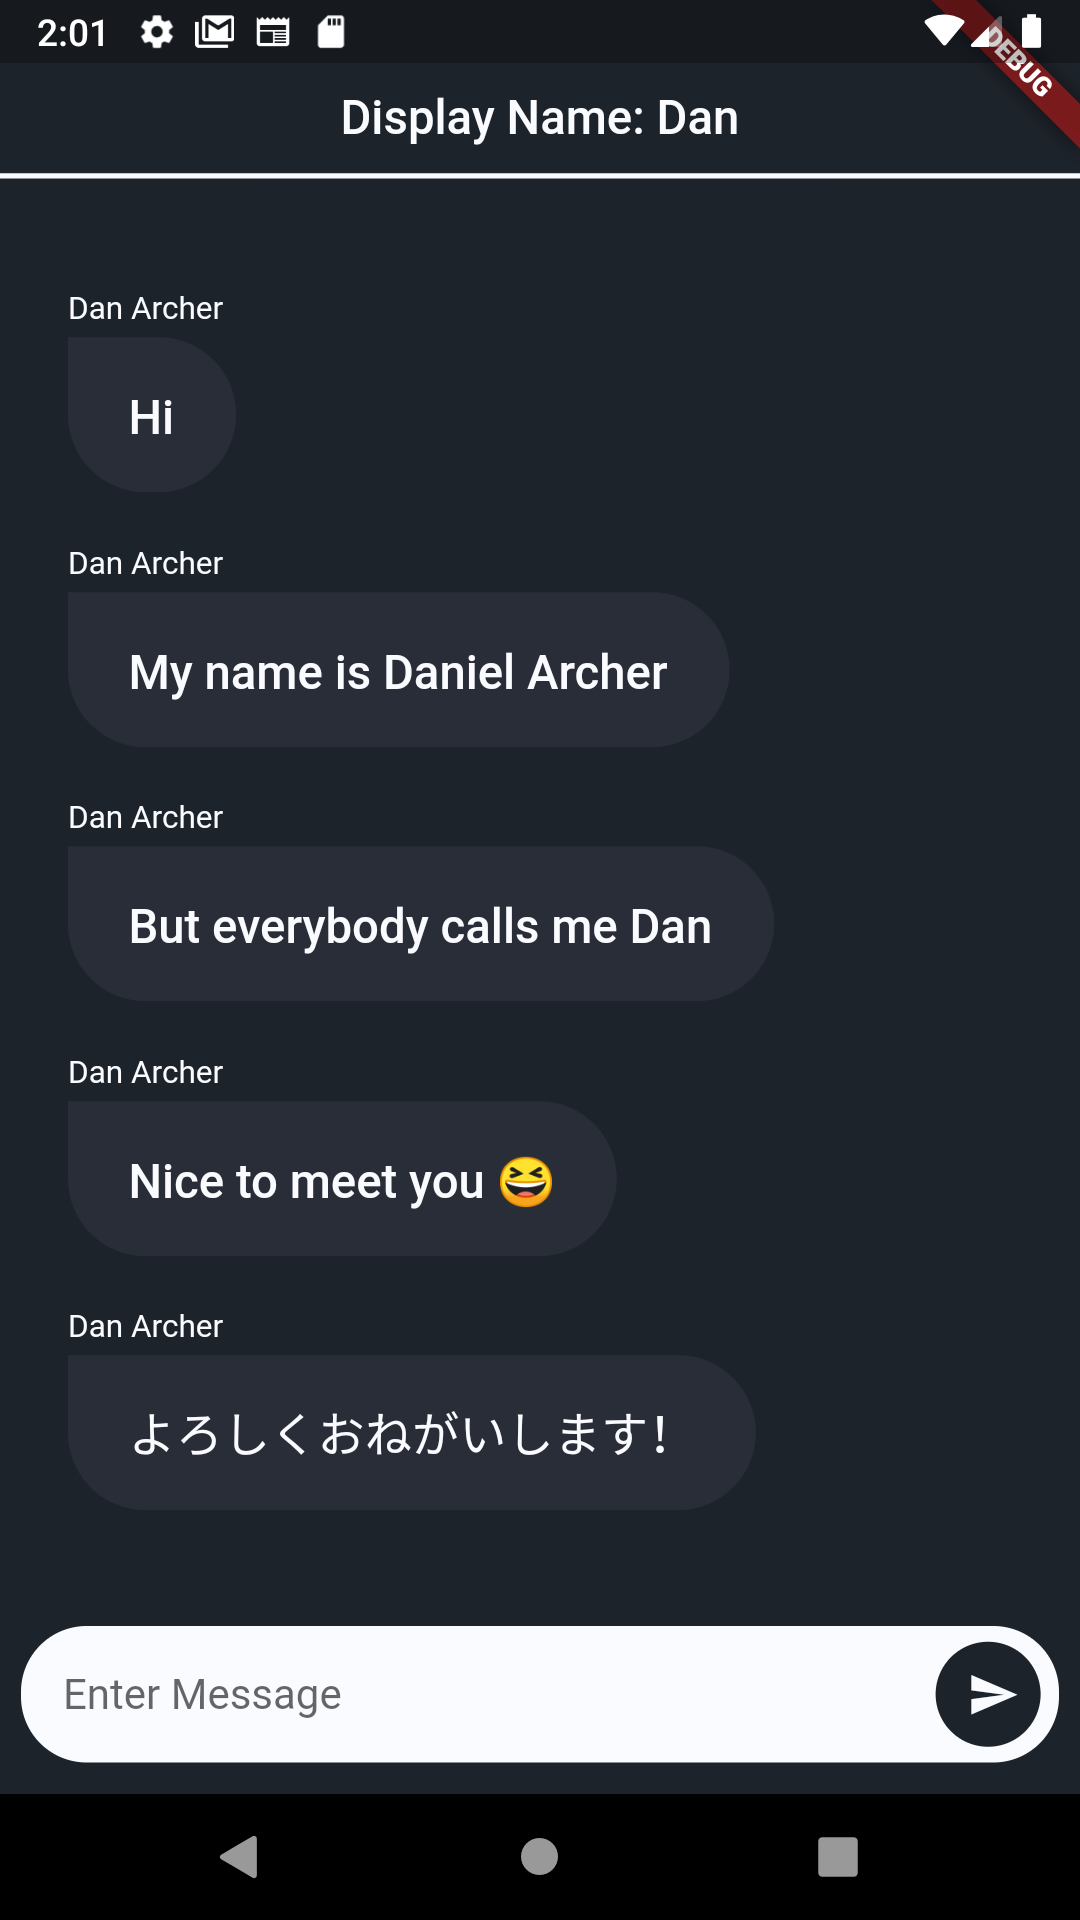 2:01
DEBUG
Display Name: Dan
Dan Archer
Hi
Dan Archer
My name is Daniel Archer
Dan Archer
But everybody calls me Dan
Dan Archer
Nice to meet you 😆
Dan Archer
よろしくおねがいします！
Enter Message